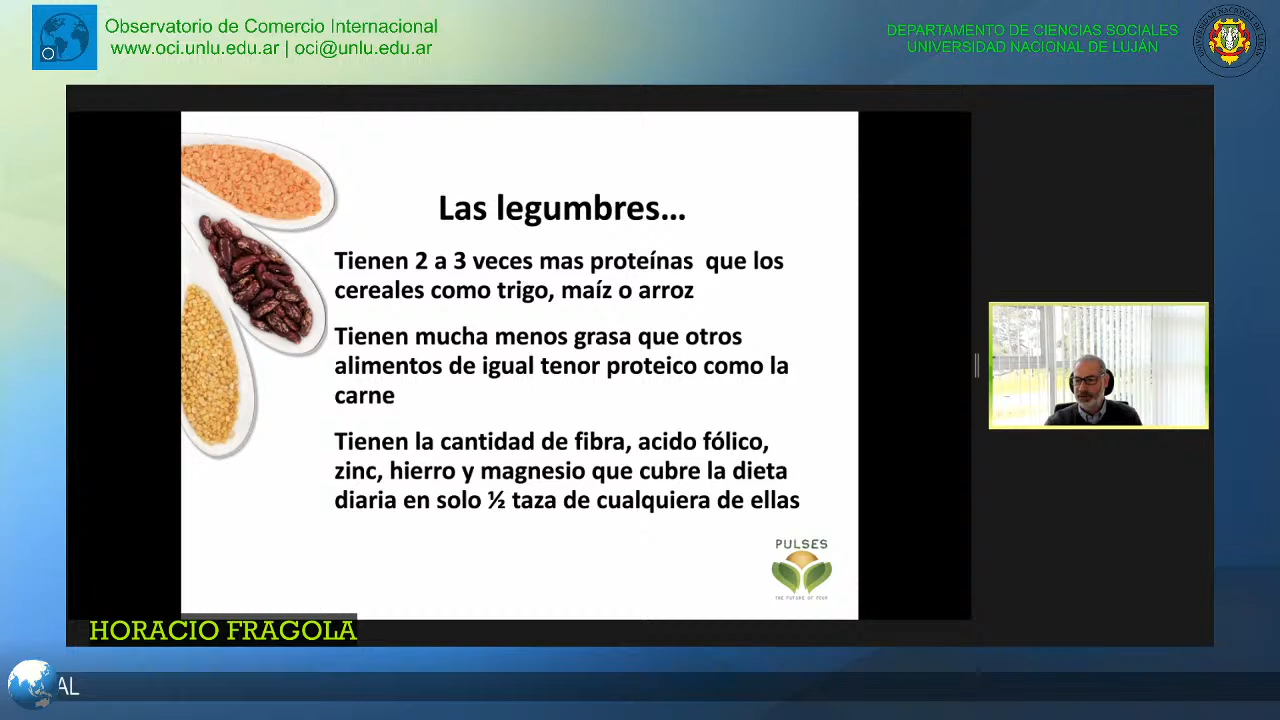 Observatorio de Comercio Internacional
www.oci.unlu.edu.ar | oci@unlu.edu.ar
DEPARTAMENTO DE CIENCIAS SOCIALES
UNIVERSIDAD NACIONAL DE LUJÁN
Las legumbres...
Tienen 2 a 3 veces mas proteínas que los
cereales como trigo, maíz o arroz
Tienen mucha menos grasa que otros
alimentos de igual tenor proteico como la
carne
Tienen la cantidad de fibra, acido fólico,
zinc, hierro y magnesio que cubre la dieta
diaria en solo ½ taza de cualquiera de ellas
PULSES
THE FUTURE OF FOOD
HORACIO FRAGOLA
AL